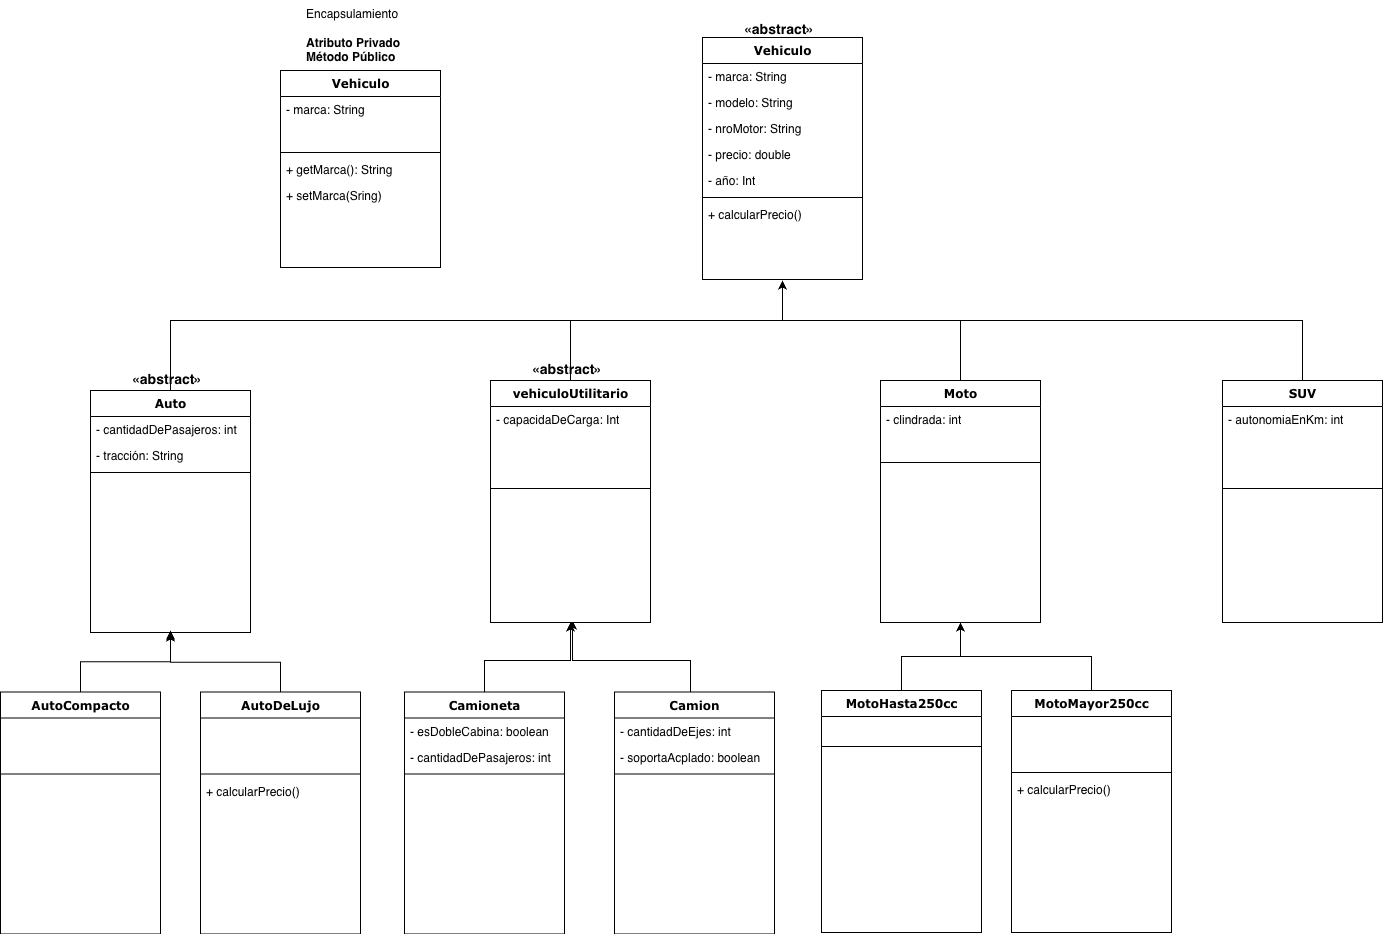 Encapsulamiento
Atributo Privado
Método Público
Vehiculo
- marca: String
+ getMarca(): String
+ setMarca(Sring)
«abstract»
Vehiculo
- marca: String
- modelo: String
- nroMotor: String
- precio: double
- año: Int
+ calcularPrecio()
«abstract»
Auto
- cantidadDePasajeros: int
- tracción: String
«abstract»
vehiculoUtilitario
- capacidaDeCarga: Int
Moto
- clindrada: int
SUV
- autonomiaEnKm: int
AutoCompacto
AutoDeLujo
+ calcularPrecio()
Camioneta
- esDobleCabina: boolean
- cantidadDePasajeros: int
Camion
- cantidadDeEjes: int
- soportaAcplado: boolean
MotoHasta250cc
MotoMayor250cc
+ calcularPrecio()